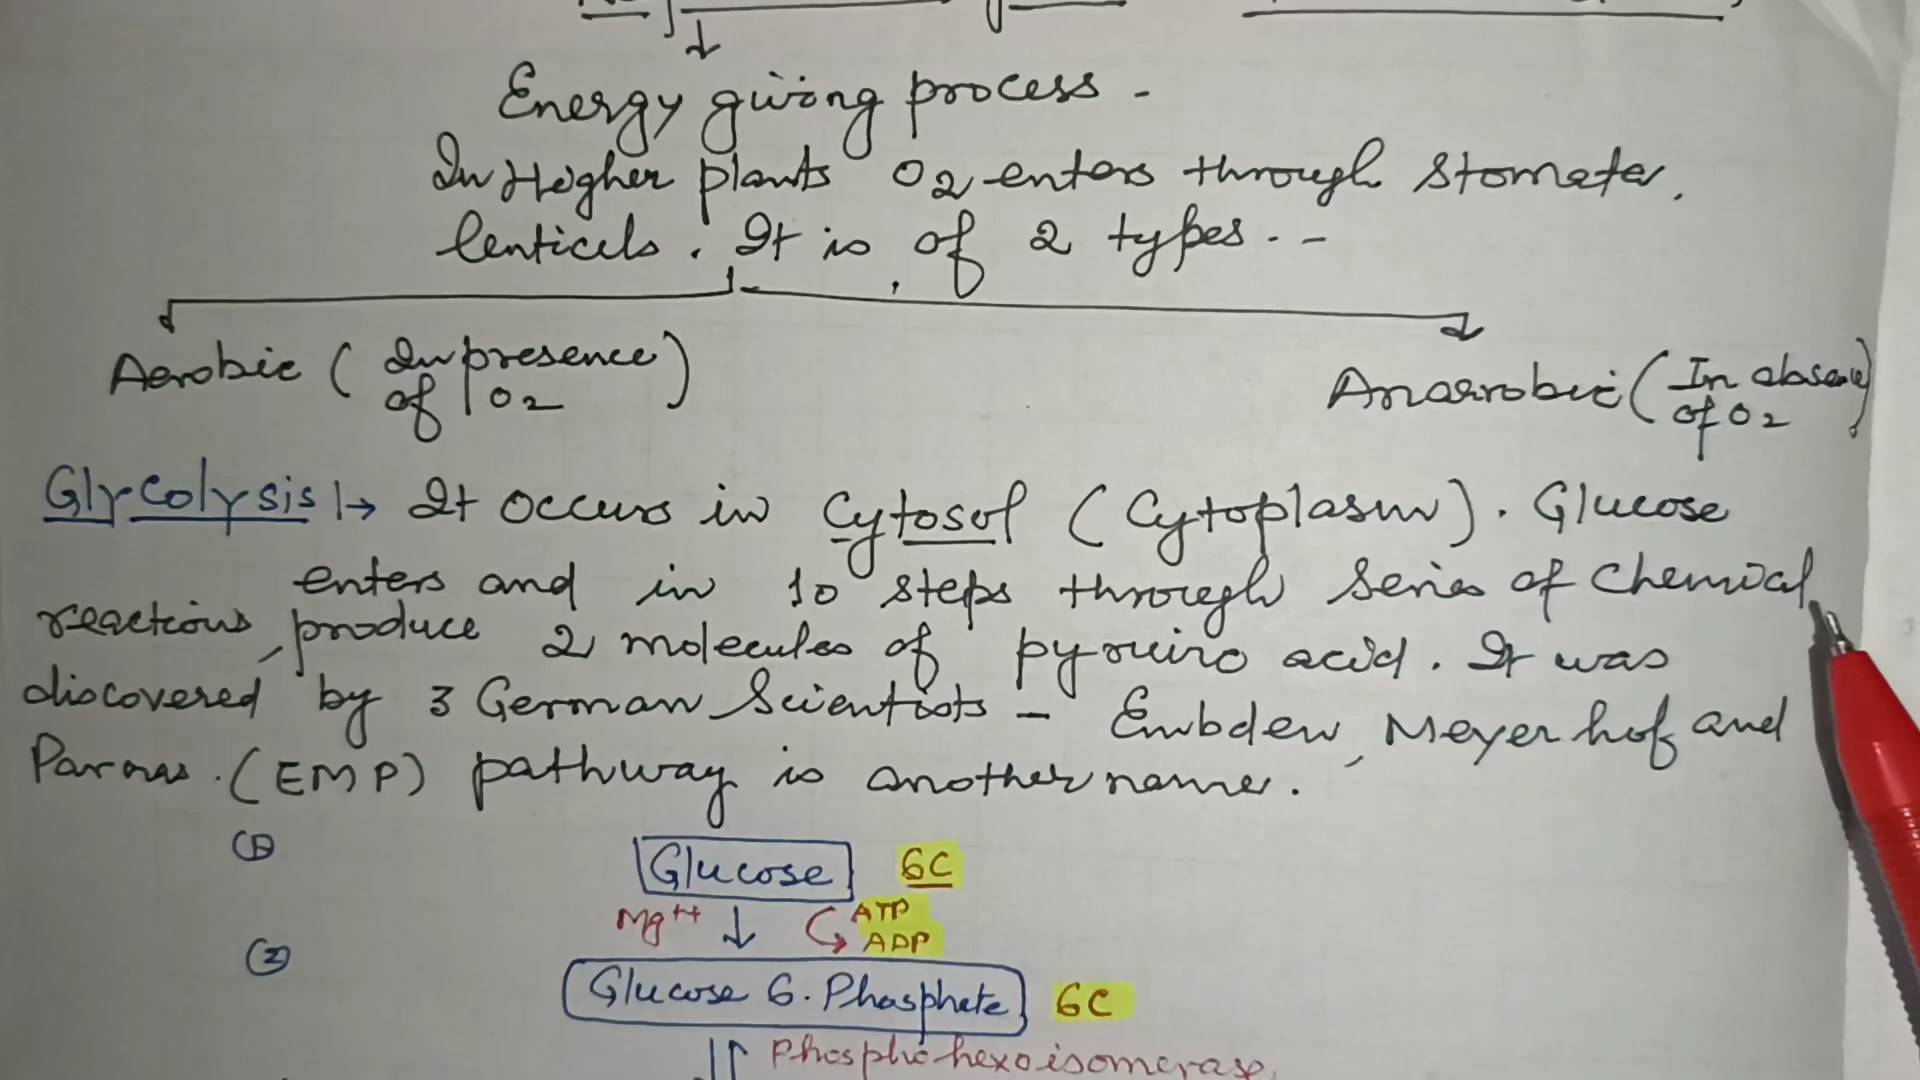 Energy giving process -
In Higher plants O2 enters through stomata,
lenticels. It is of 2 types. -
Aerobic ( In presence of O2 )
Anaerobic ( In absence of O2 )
Glycolysis :→ It occurs in Cytosol (Cytoplasm). Glucose
enters and in 10 steps through series of chemical
reactions, produce 2 molecules of pyruvic acid. It was
discovered by 3 German Scientists - Embden, Meyerhof and
Parnas. (EMP) pathway is another name.
① Glucose 6C
Mg++ ATP
ADP
② Glucose 6. Phosphate 6C
Phospho hexoisomerase